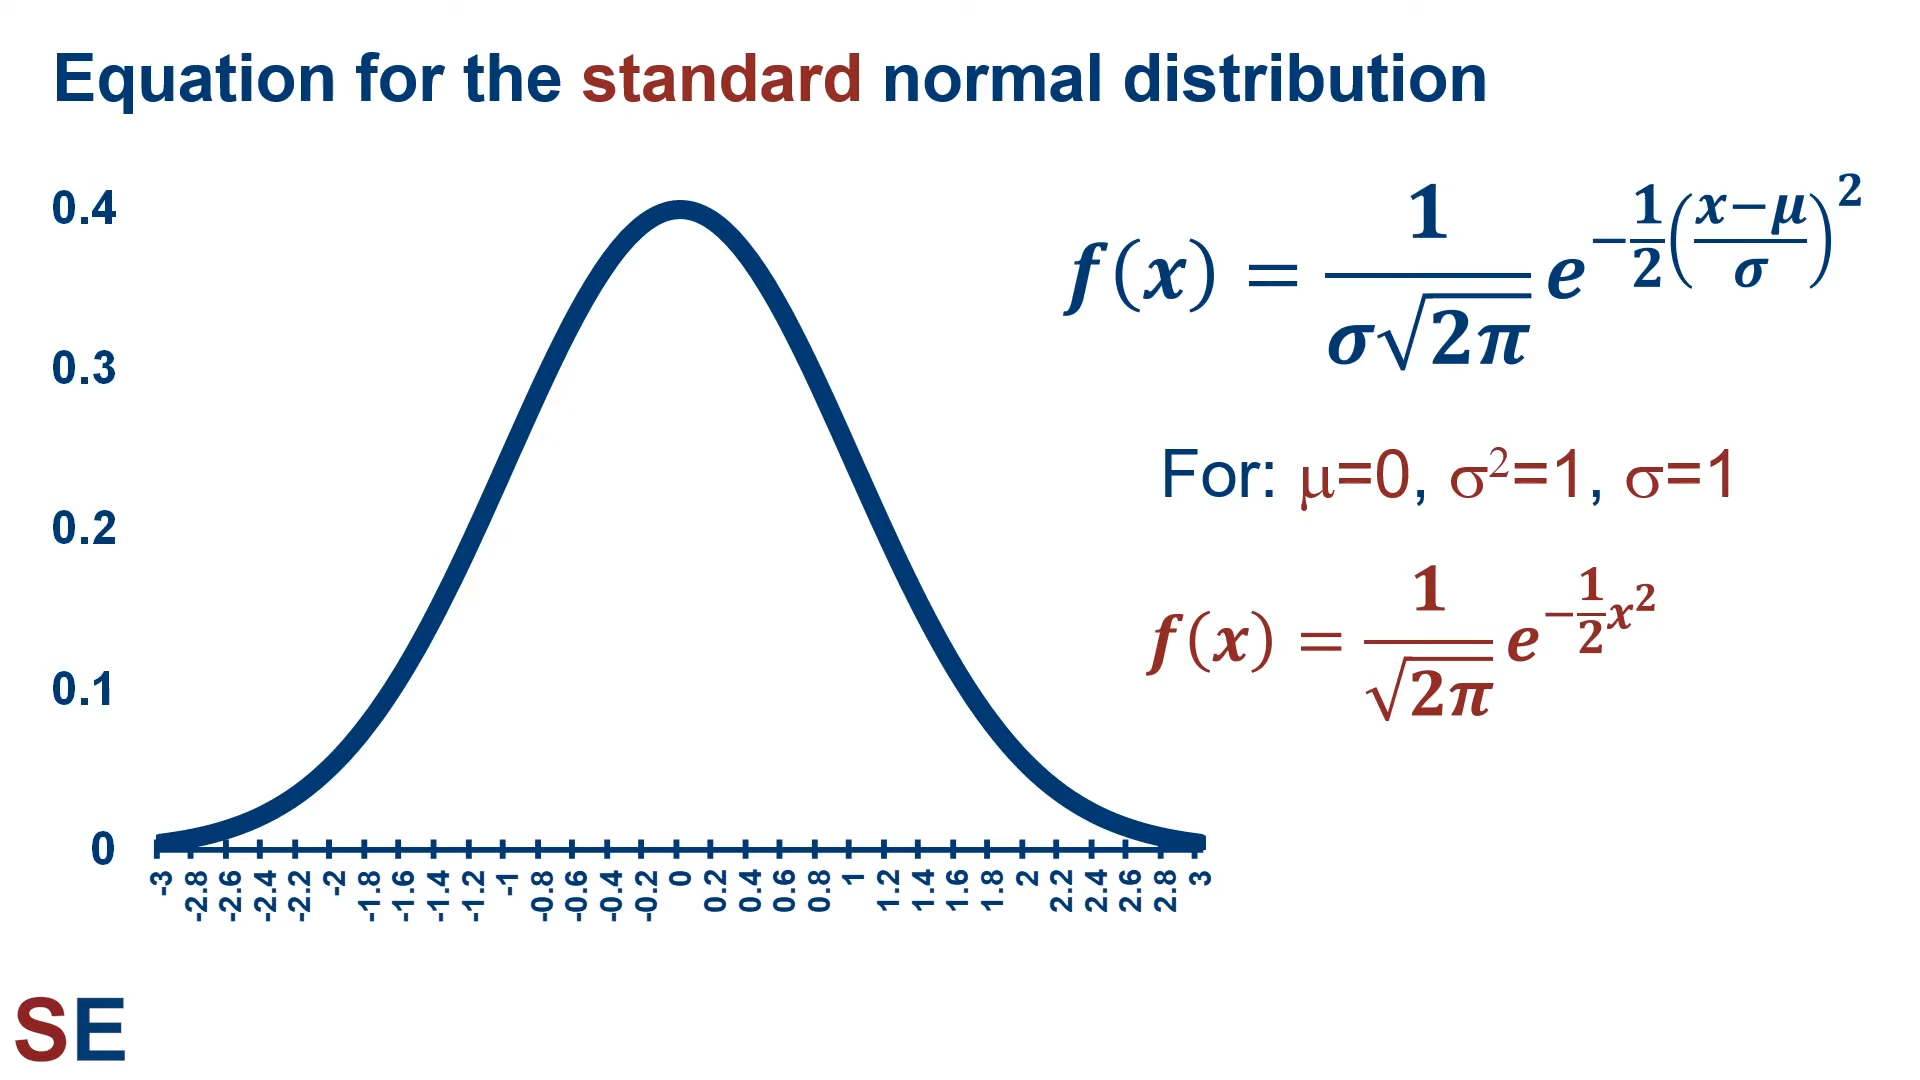 Equation for the standard normal distribution
0.4
0.3
0.2
0.1
0
-3 -2.8 -2.6 -2.4 -2.2 -2 -1.8 -1.6 -1.4 -1.2 -1 -0.8 -0.6 -0.4 -0.2 0 0.2 0.4 0.6 0.8 1 1.2 1.4 1.6 1.8 2 2.2 2.4 2.6 2.8 3
f(x) = 1/(σ√2π) e^(-1/2((x-μ)/σ)^2)
For: μ=0, σ²=1, σ=1
f(x) = 1/√2π e^(-1/2 x^2)
SE